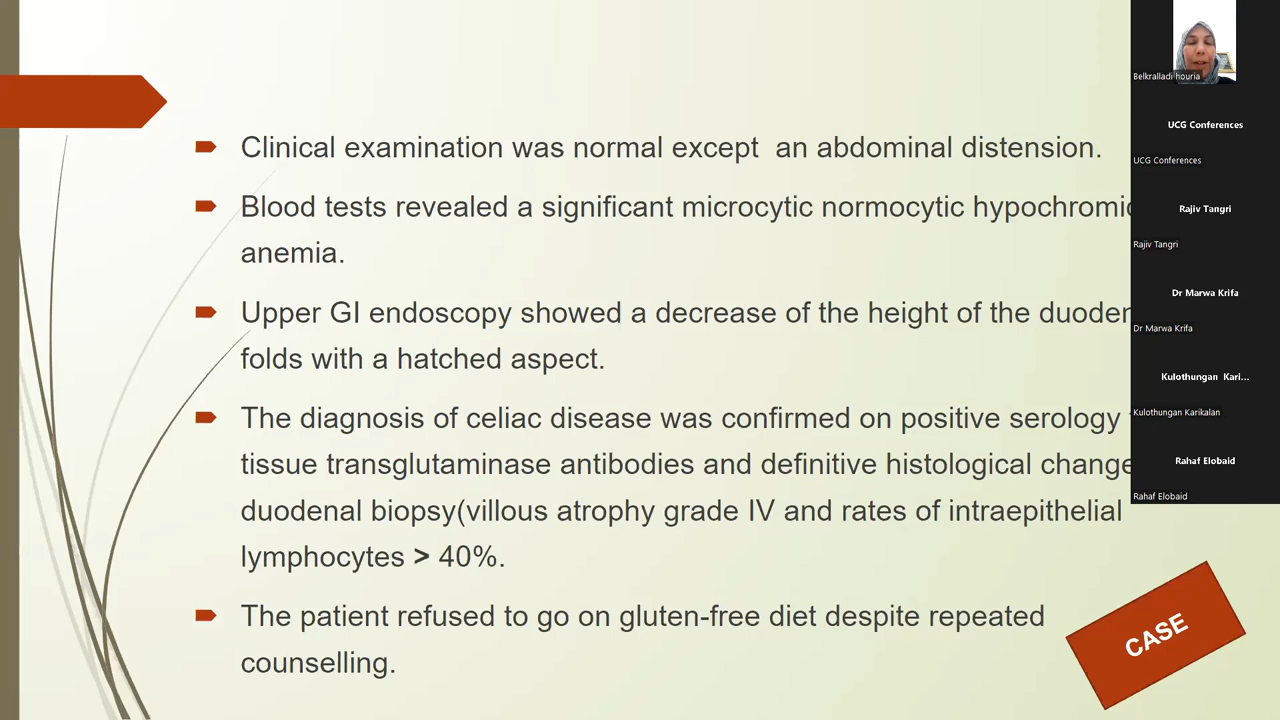 Clinical examination was normal except an abdominal distension.
Blood tests revealed a significant microcytic normocytic hypochromic
anemia.
Upper GI endoscopy showed a decrease of the height of the
folds with a hatched aspect.
The diagnosis of celiac disease was confirmed on positive serology
tissue transglutaminase antibodies and definitive histological
duodenal biopsy(villous atrophy grade IV and rates of intraepithelial
lymphocytes > 40%.
The patient refused to go on gluten-free diet despite repeated
counselling.
CASE
Belkralladi houria
UCG Conferences
UCG Conferences
Rajiv Tangri
Rajiv Tangri
Dr Marwa Krifa
Dr Marwa Krifa
Kulothungan Kari...
Kulothungan Karikalan
Rahaf Elobaid
Rahaf Elobaid